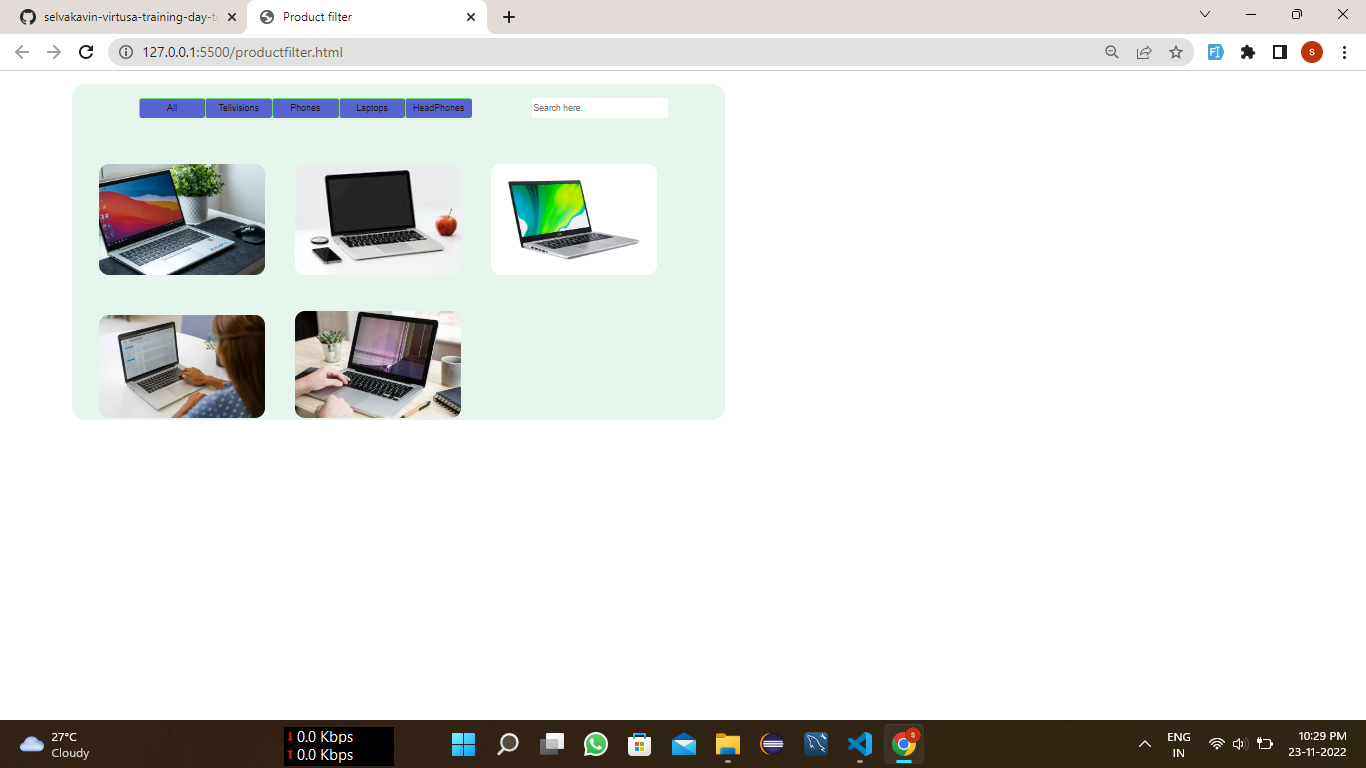 selvakavin-virtusa-training-day-t
Product filter
127.0.0.1:5500/productfilter.html
S
All
Tellvisions
Phones
Laptops
HeadPhones
Search here..
27°C
Cloudy
0.0 Kbps
0.0 Kbps
S
ENG
IN
10:29 PM
23-11-2022